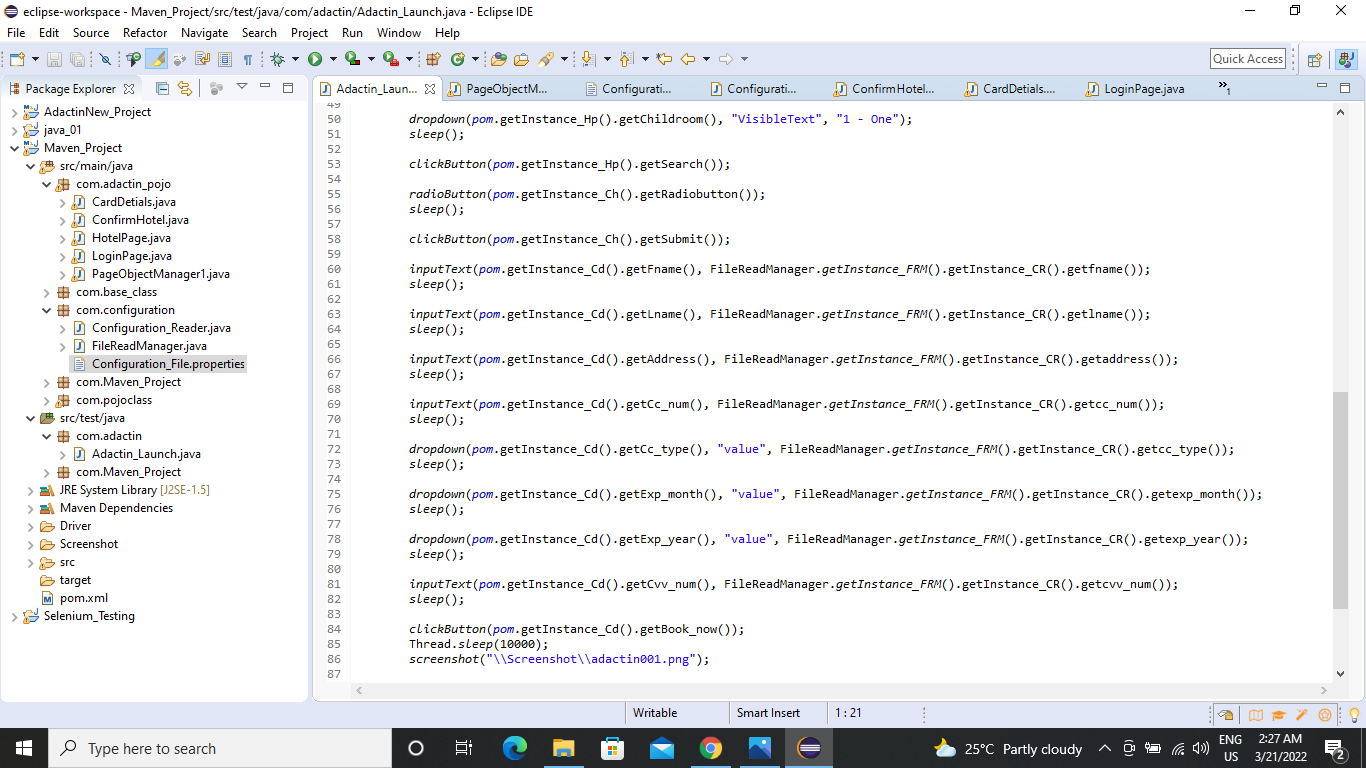 eclipse-workspace - Maven_Project/src/test/java/com/adactin/Adactin_Launch.java - Eclipse IDE
File Edit Source Refactor Navigate Search Project Run Window Help
Quick Access
Package Explorer
AdactinNew_Project
java_01
Maven_Project
src/main/java
com.adactin_pojo
CardDetials.java
ConfirmHotel.java
HotelPage.java
LoginPage.java
PageObjectManager1.java
com.base_class
com.configuration
Configuration_Reader.java
FileReadManager.java
Configuration_File.properties
com.Maven_Project
com.pojoclass
src/test/java
com.adactin
Adactin_Launch.java
com.Maven_Project
JRE System Library [J2SE-1.5]
Maven Dependencies
Driver
Screenshot
src
target
pom.xml
Selenium_Testing
Adactin_Laun... PageObjectM... Configurati... Configurati... ConfirmHotel... CardDetials.... LoginPage.java »1
49
50 dropdown(pom.getInstance_Hp().getChildroom(), "VisibleText", "1 - One");
51 sleep();
52
53 clickButton(pom.getInstance_Hp().getSearch());
54
55 radioButton(pom.getInstance_Ch().getRadiobutton());
56 sleep();
57
58 clickButton(pom.getInstance_Ch().getSubmit());
59
60 inputText(pom.getInstance_Cd().getFname(), FileReadManager.getInstance_FRM().getInstance_CR().getfname());
61 sleep();
62
63 inputText(pom.getInstance_Cd().getLname(), FileReadManager.getInstance_FRM().getInstance_CR().getlname());
64 sleep();
65
66 inputText(pom.getInstance_Cd().getAddress(), FileReadManager.getInstance_FRM().getInstance_CR().getaddress());
67 sleep();
68
69 inputText(pom.getInstance_Cd().getCc_num(), FileReadManager.getInstance_FRM().getInstance_CR().getcc_num());
70 sleep();
71
72 dropdown(pom.getInstance_Cd().getCc_type(), "value", FileReadManager.getInstance_FRM().getInstance_CR().getcc_type());
73 sleep();
74
75 dropdown(pom.getInstance_Cd().getExp_month(), "value", FileReadManager.getInstance_FRM().getInstance_CR().getexp_month());
76 sleep();
77
78 dropdown(pom.getInstance_Cd().getExp_year(), "value", FileReadManager.getInstance_FRM().getInstance_CR().getexp_year());
79 sleep();
80
81 inputText(pom.getInstance_Cd().getCvv_num(), FileReadManager.getInstance_FRM().getInstance_CR().getcvv_num());
82 sleep();
83
84 clickButton(pom.getInstance_Cd().getBook_now());
85 Thread.sleep(10000);
86 screenshot("\\Screenshot\\adactin001.png");
87
Writable Smart Insert 1 : 21
Type here to search
25°C Partly cloudy
ENG
US
2:27 AM
3/21/2022
2